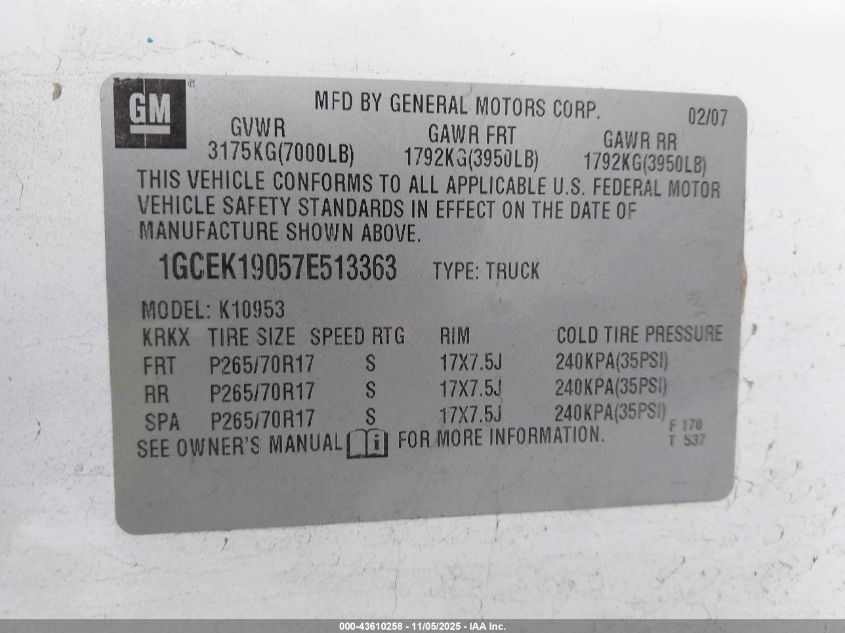 GM
MFD BY GENERAL MOTORS CORP. 02/07
GVWR GAWR FRT GAWR RR
3175KG(7000LB) 1792KG(3950LB) 1792KG(3950LB)
THIS VEHICLE CONFORMS TO ALL APPLICABLE U.S. FEDERAL MOTOR
VEHICLE SAFETY STANDARDS IN EFFECT ON THE DATE OF
MANUFACTURE SHOWN ABOVE.
1GCEK19057E513363 TYPE: TRUCK
MODEL: K10953
KRKX TIRE SIZE SPEED RTG RIM COLD TIRE PRESSURE
FRT P265/70R17 S 17X7.5J 240KPA(35PSI)
RR P265/70R17 S 17X7.5J 240KPA(35PSI)
SPA P265/70R17 S 17X7.5J 240KPA(35PSI)
F 170
SEE OWNER'S MANUAL FOR MORE INFORMATION. T 537
000-43610258 - 11/05/2025 - IAA Inc.